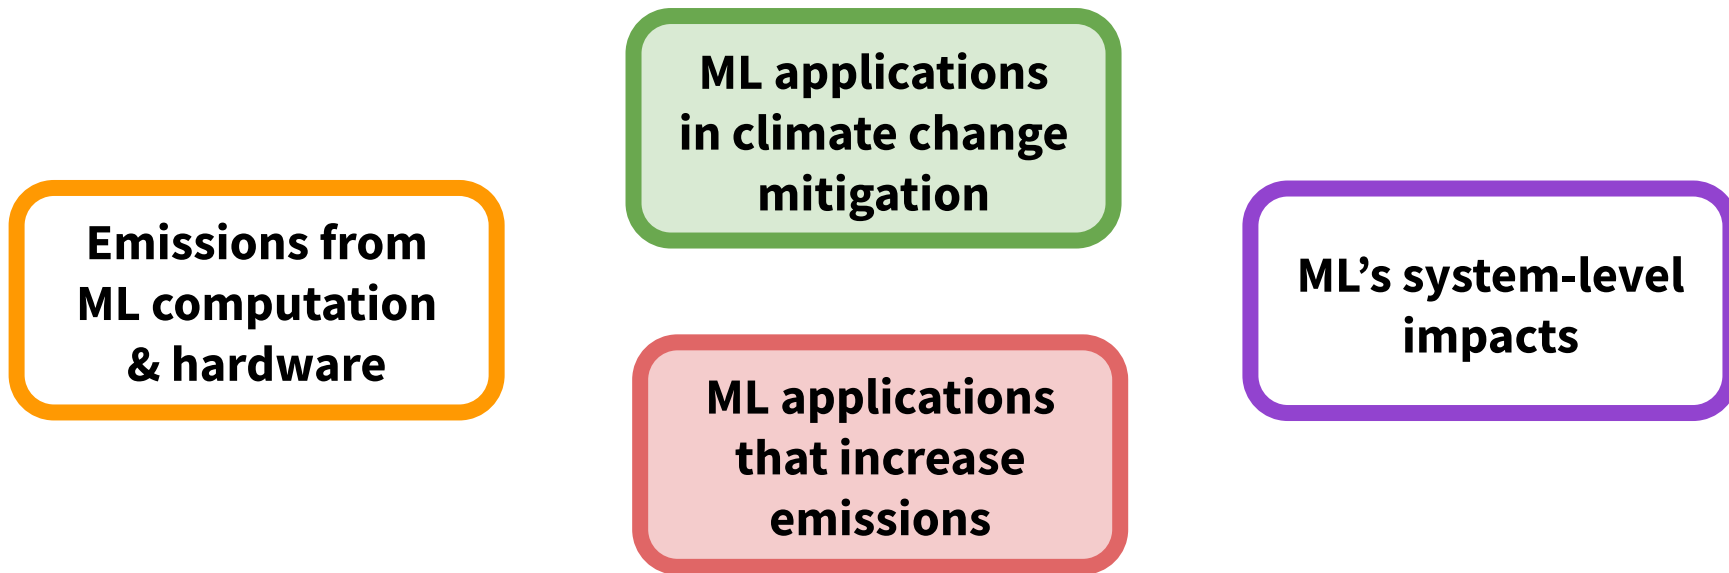 ML applications
in climate change
mitigation
Emissions from
ML computation
& hardware
ML’s system-level
impacts
ML applications
that increase
emissions